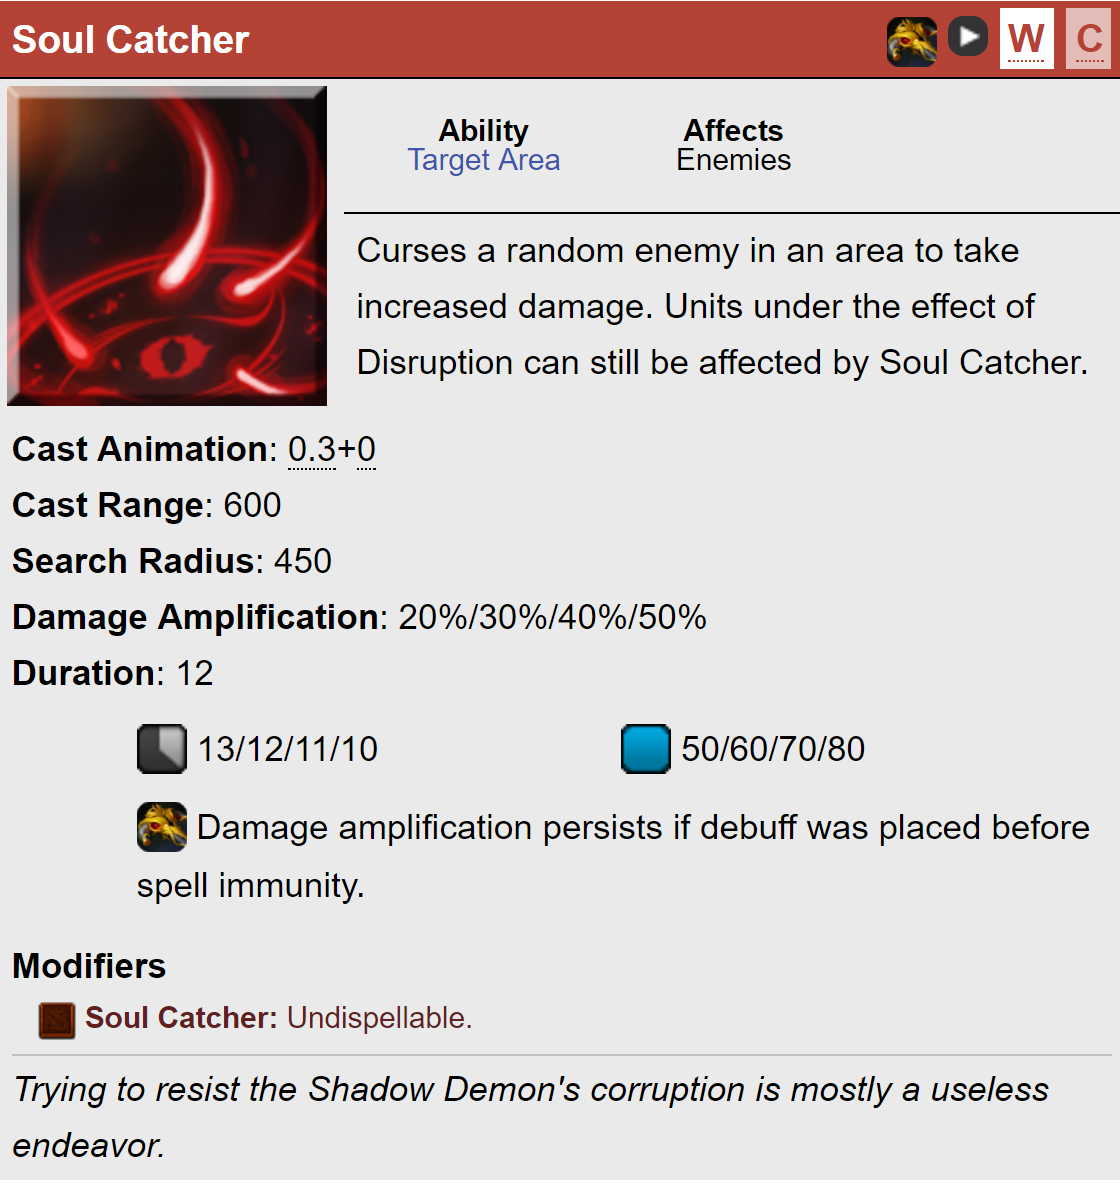 Soul Catcher W C
Ability Affects
Target Area Enemies
Curses a random enemy in an area to take
increased damage. Units under the effect of
Disruption can still be affected by Soul Catcher.
Cast Animation: 0.3+0
Cast Range: 600
Search Radius: 450
Damage Amplification: 20%/30%/40%/50%
Duration: 12
13/12/11/10 50/60/70/80
Damage amplification persists if debuff was placed before
spell immunity.
Modifiers
Soul Catcher: Undispellable.
Trying to resist the Shadow Demon's corruption is mostly a useless
endeavor.